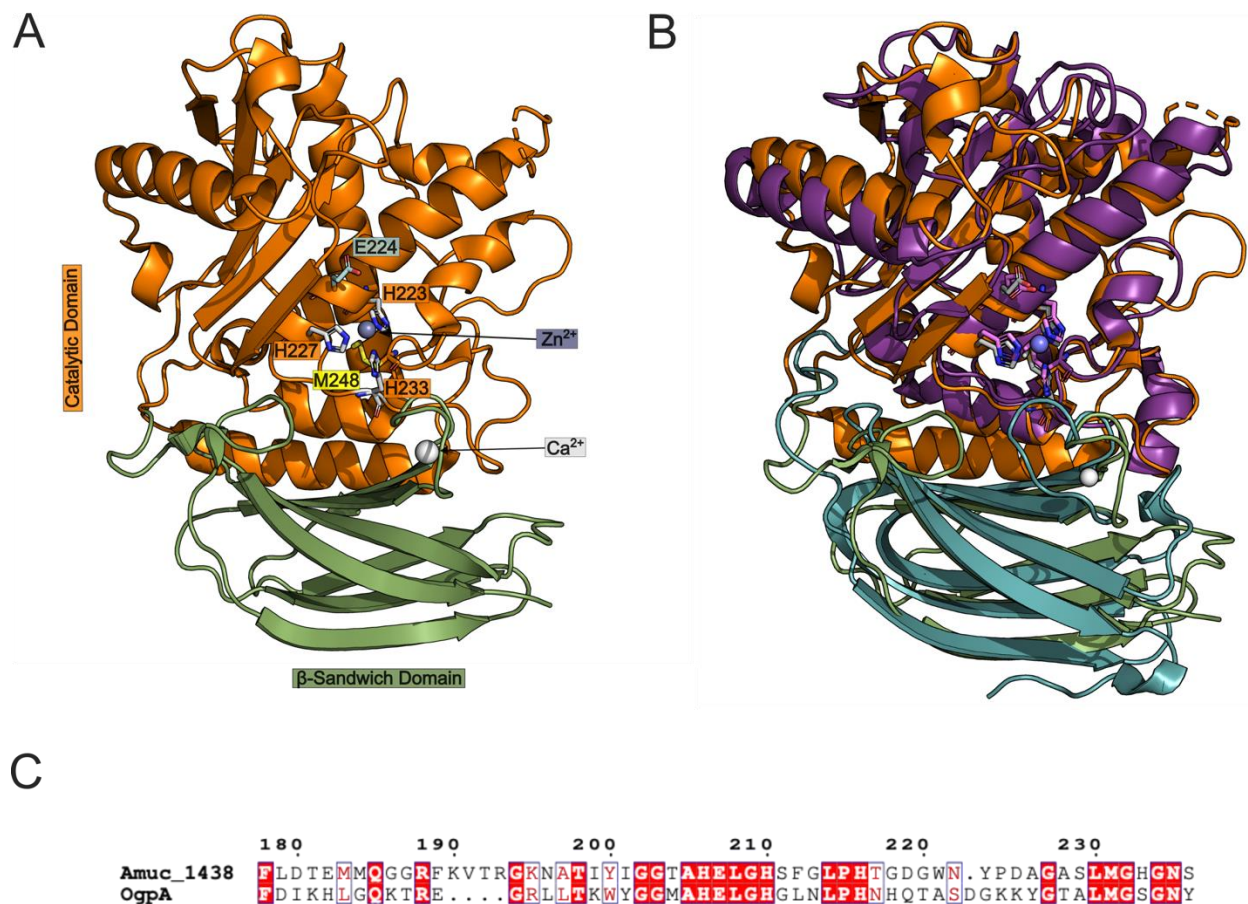 A
B
E224
H223
Zn²⁺
H227
M248
H233
Ca²⁺
Catalytic Domain
β-Sandwich Domain
C
180 190 200 210 220 230
Amuc_1438 FLDTEMMQGGRFKVTRGKNATIYIGGTAHELGHSFGLPHTGDGWN.YPDAGASLMGHGNS
OgpA FDIKHLGQKTRE....GRLLTKWYGGMAHELGHGLNLPHNHQTASDGKKYGTALMGSGNY